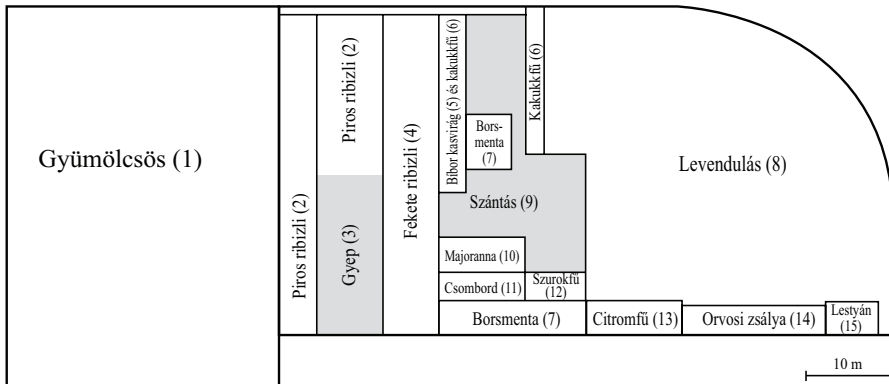 Gyümölcsös (1)
Piros ribizli (2)
Piros ribizli (2)
Gyep (3)
Fekete ribizli (4)
Bíbor kasvirág (5) és kakukkfű (6)
Bors-
menta
(7)
Kakukkfű (6)
Levendulás (8)
Szántás (9)
Majoranna (10)
Csombord (11)
Szurokfű
(12)
Borsmenta (7)
Citromfű (13)
Orvosi zsálya (14)
Lestyán
(15)
10 m